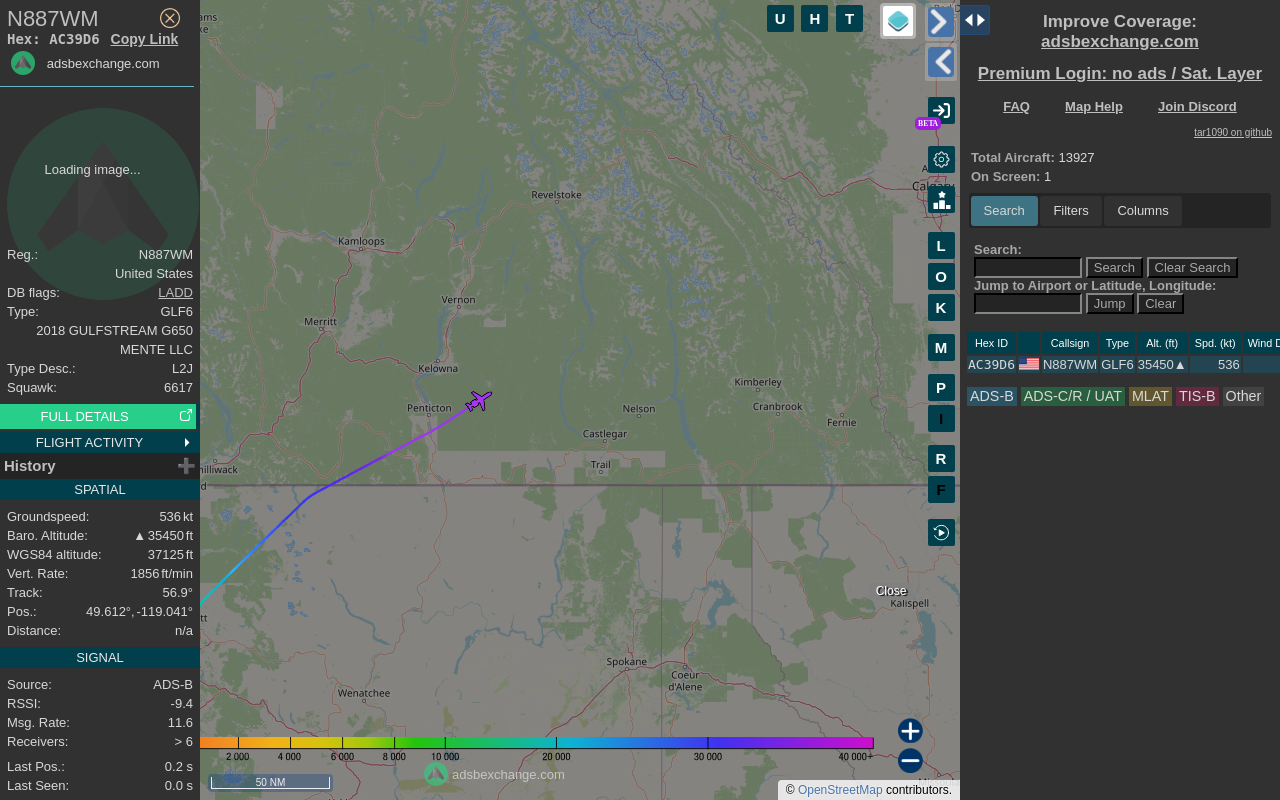 N887WM
Hex: AC39D6 Copy Link
adsbexchange.com
Loading image...
Reg.: N887WM
United States
DB flags: LADD
Type: GLF6
2018 GULFSTREAM G650
MENTE LLC
Type Desc.: L2J
Squawk: 6617
FULL DETAILS
FLIGHT ACTIVITY
History
SPATIAL
Groundspeed: 536 kt
Baro. Altitude: ▲ 35450 ft
WGS84 altitude: 37125 ft
Vert. Rate: 1856 ft/min
Track: 56.9°
Pos.: 49.612°, -119.041°
Distance: n/a
SIGNAL
Source: ADS-B
RSSI: -9.4
Msg. Rate: 11.6
Receivers: > 6
Last Pos.: 0.2 s
Last Seen: 0.0 s
U H T
BETA
L
O
K
M
P
I
R
F
Revelstoke
Kamloops
Vernon
Merritt
Kelowna
Penticton
Kimberley
Nelson
Cranbrook
Castlegar
Fernie
Trail
Close
Kalispell
Spokane
Coeur
d'Alene
Wenatchee
2 000 4 000 6 000 8 000 10 000 20 000 30 000 40 000+
adsbexchange.com
50 NM
© OpenStreetMap contributors.
Improve Coverage:
adsbexchange.com
Premium Login: no ads / Sat. Layer
FAQ Map Help Join Discord
tar1090 on github
Total Aircraft: 13927
On Screen: 1
Search Filters Columns
Search:
Search Clear Search
Jump to Airport or Latitude, Longitude:
Jump Clear
Hex ID Callsign Type Alt. (ft) Spd. (kt) Wind D
AC39D6 N887WM GLF6 35450▲ 536
ADS-B ADS-C/R / UAT MLAT TIS-B Other